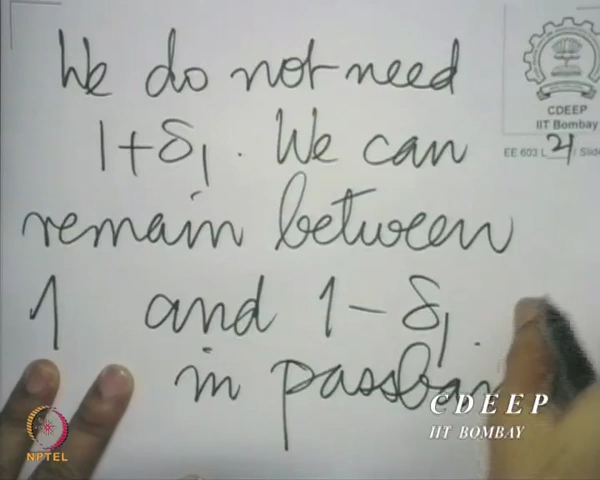 We do not need
1+δ₁. We can
remain between
1 and 1-δ₁
in passban
CDEEP
IIT Bombay
EE 603 L 21 / Slide
CDEEP
IIT BOMBAY
NPTEL